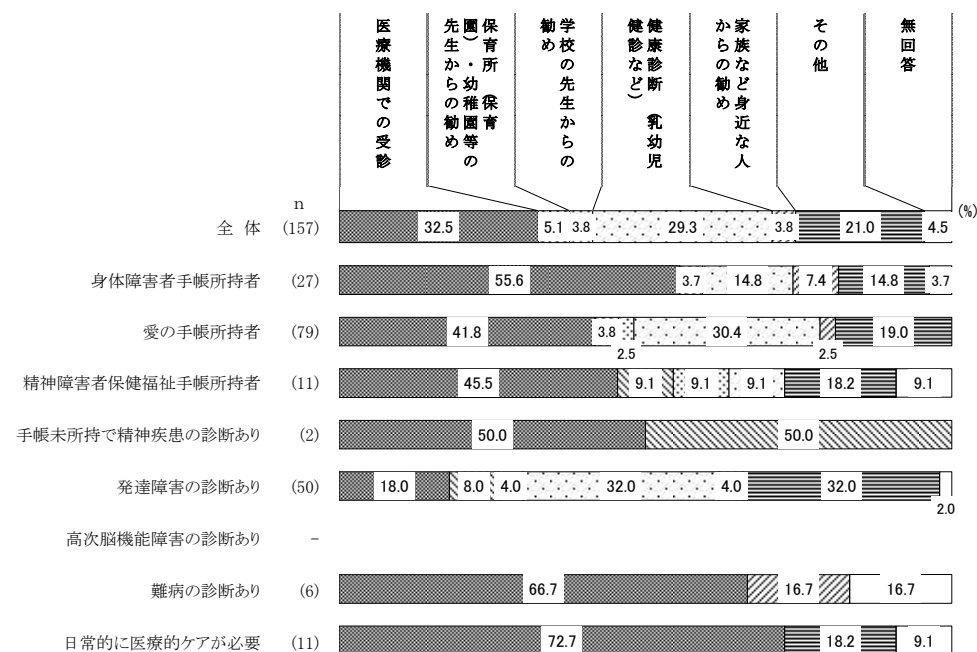 医療機関での受診
保育所（保育
園）・幼稚園等の
先生からの勧め
学校の先生からの
勧め
健康診断（乳幼児
健診など）
家族など身近な人
からの勧め
その他
無回答
(%)
n
全 体 (157) 32.5 5.1 3.8 29.3 3.8 21.0 4.5
身体障害者手帳所持者 (27) 55.6 3.7 14.8 7.4 14.8 3.7
愛の手帳所持者 (79) 41.8 3.8 30.4 19.0
2.5 2.5
精神障害者保健福祉手帳所持者 (11) 45.5 9.1 9.1 9.1 18.2 9.1
手帳未所持で精神疾患の診断あり (2) 50.0 50.0
発達障害の診断あり (50) 18.0 8.0 4.0 32.0 4.0 32.0
2.0
高次脳機能障害の診断あり －
難病の診断あり (6) 66.7 16.7 16.7
日常的に医療的ケアが必要 (11) 72.7 18.2 9.1